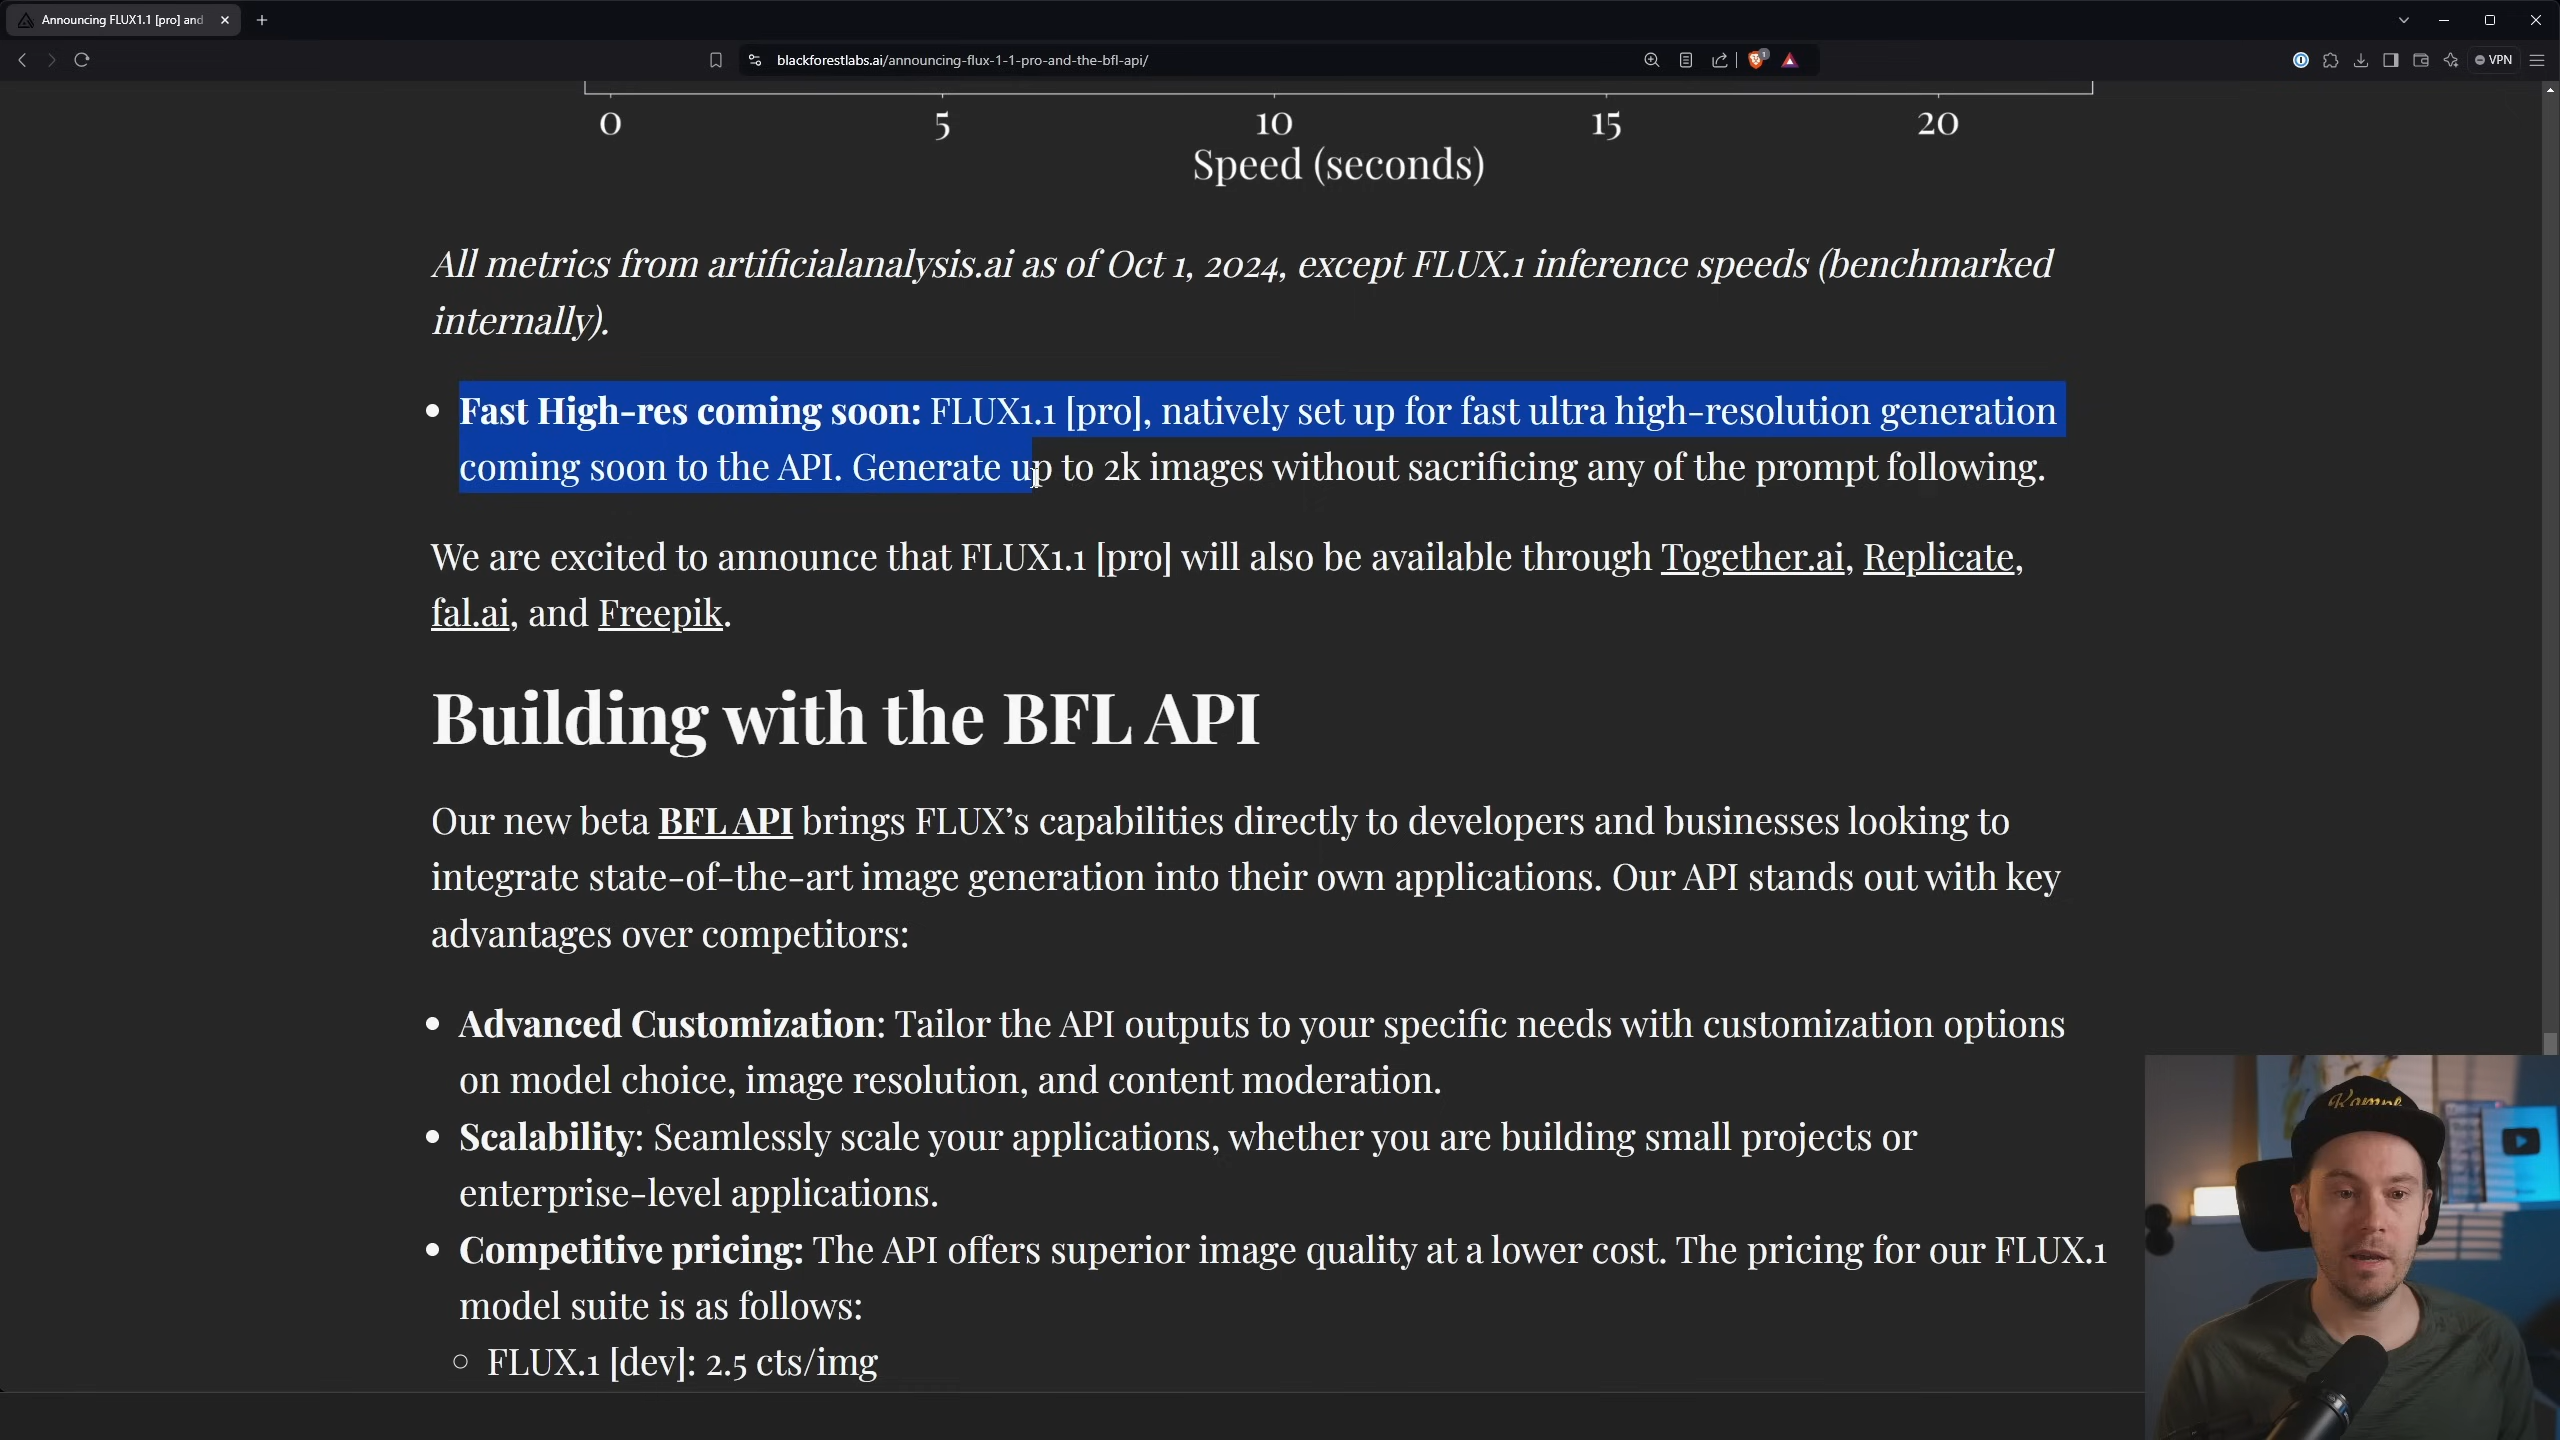 Announcing FLUX1.1 [pro] and
blackforestlabs.ai/announcing-flux-1-1-pro-and-the-bfl-api/
1
VPN
0 5 10 15 20
Speed (seconds)
All metrics from artificialanalysis.ai as of Oct 1, 2024, except FLUX.1 inference speeds (benchmarked
internally).
Fast High-res coming soon: FLUX1.1 [pro], natively set up for fast ultra high-resolution generation
coming soon to the API. Generate up to 2k images without sacrificing any of the prompt following.
We are excited to announce that FLUX1.1 [pro] will also be available through Together.ai, Replicate,
fal.ai, and Freepik.
Building with the BFL API
Our new beta BFL API brings FLUX’s capabilities directly to developers and businesses looking to
integrate state-of-the-art image generation into their own applications. Our API stands out with key
advantages over competitors:
Advanced Customization: Tailor the API outputs to your specific needs with customization options
on model choice, image resolution, and content moderation.
Scalability: Seamlessly scale your applications, whether you are building small projects or
enterprise-level applications.
Competitive pricing: The API offers superior image quality at a lower cost. The pricing for our FLUX.1
model suite is as follows:
FLUX.1 [dev]: 2.5 cts/img